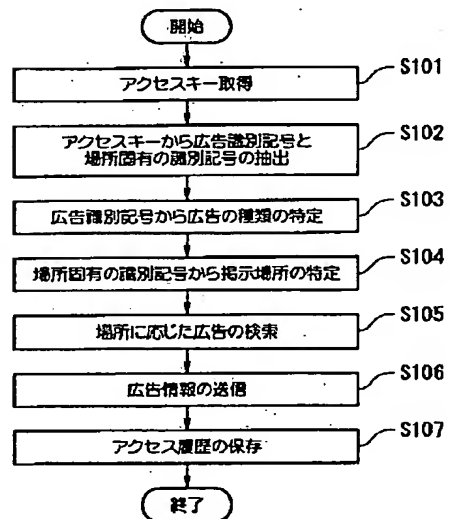 開始
アクセスキー取得
S101
アクセスキーから広告識別記号と
場所固有の識別記号の抽出
S102
広告識別記号から広告の種類の特定
S103
場所固有の識別記号から掲示場所の特定
S104
場所に応じた広告の検索
S105
広告情報の送信
S106
アクセス履歴の保存
S107
終了